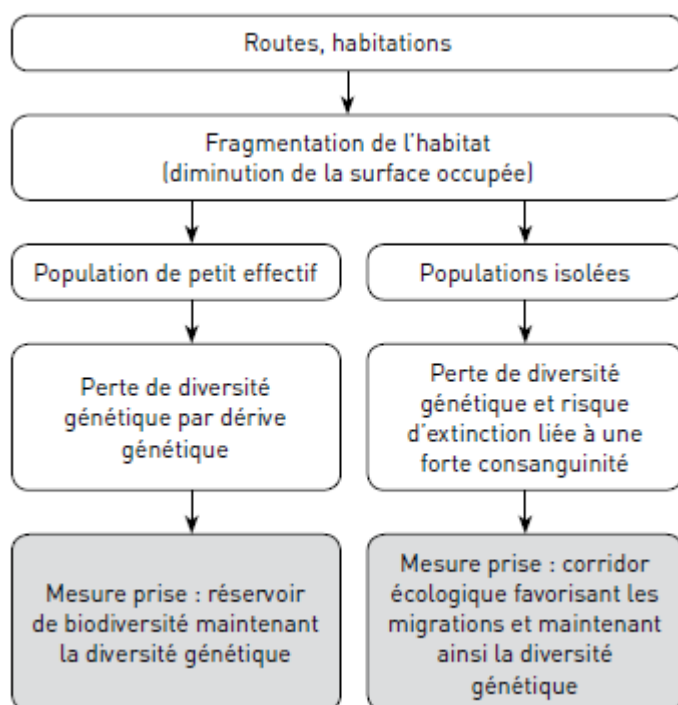 Routes, habitations
Fragmentation de l'habitat
(diminution de la surface occupée)
Population de petit effectif
Populations isolées
Perte de diversité
génétique par dérive
génétique
Perte de diversité
génétique et risque
d'extinction liée à une
forte consanguinité
Mesure prise : réservoir
de biodiversité maintenant
la diversité génétique
Mesure prise : corridor
écologique favorisant les
migrations et maintenant
ainsi la diversité
génétique